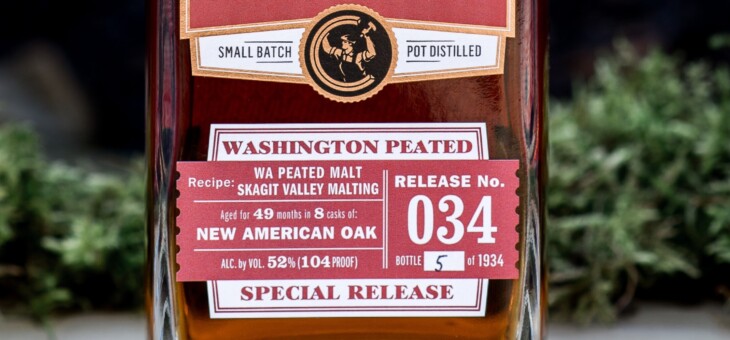 SMALL BATCH POT DISTILLED
WASHINGTON PEATED
Recipe: WA PEATED MALT
SKAGIT VALLEY MALTING
Aged for 49 months in 8 casks of:
NEW AMERICAN OAK
ALC. by VOL. 52% (104 PROOF)
RELEASE No.
034
BOTTLE 5 of 1934
SPECIAL RELEASE